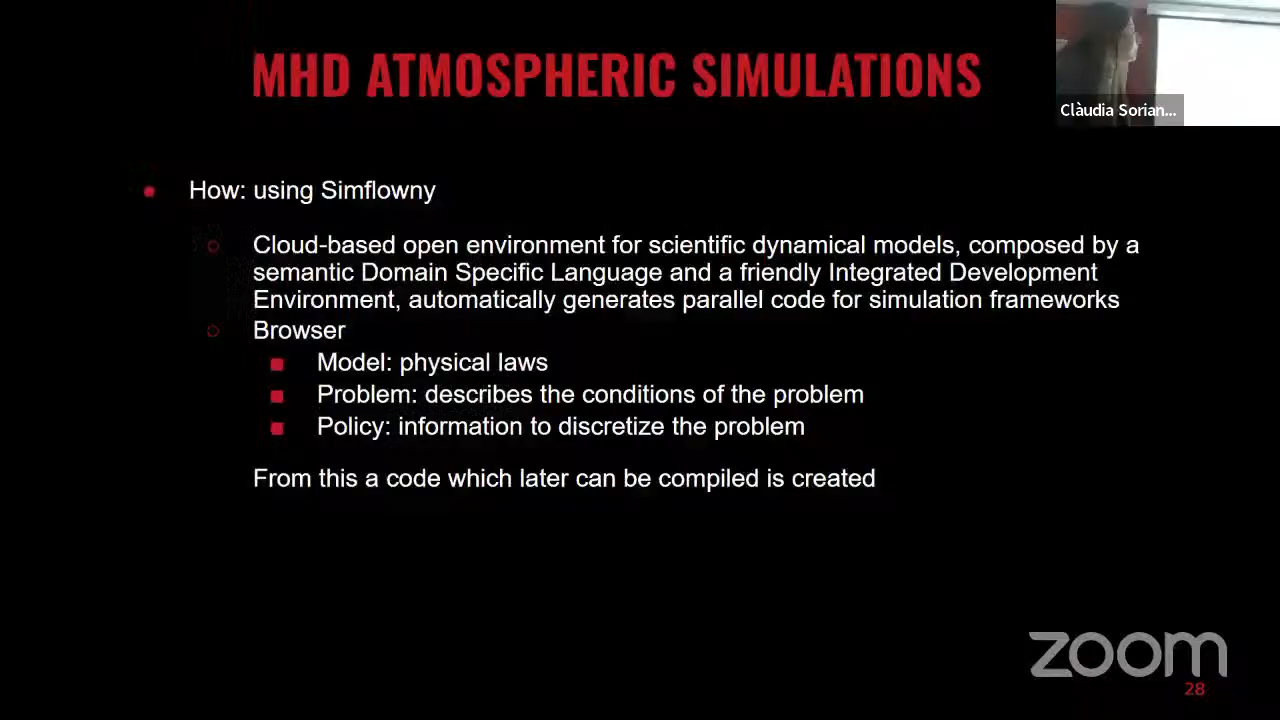 MHD ATMOSPHERIC SIMULATIONS
Clàudia Sorian...
How: using Simflowny
Cloud-based open environment for scientific dynamical models, composed by a
semantic Domain Specific Language and a friendly Integrated Development
Environment, automatically generates parallel code for simulation frameworks
Browser
Model: physical laws
Problem: describes the conditions of the problem
Policy: information to discretize the problem
From this a code which later can be compiled is created
zoom
28